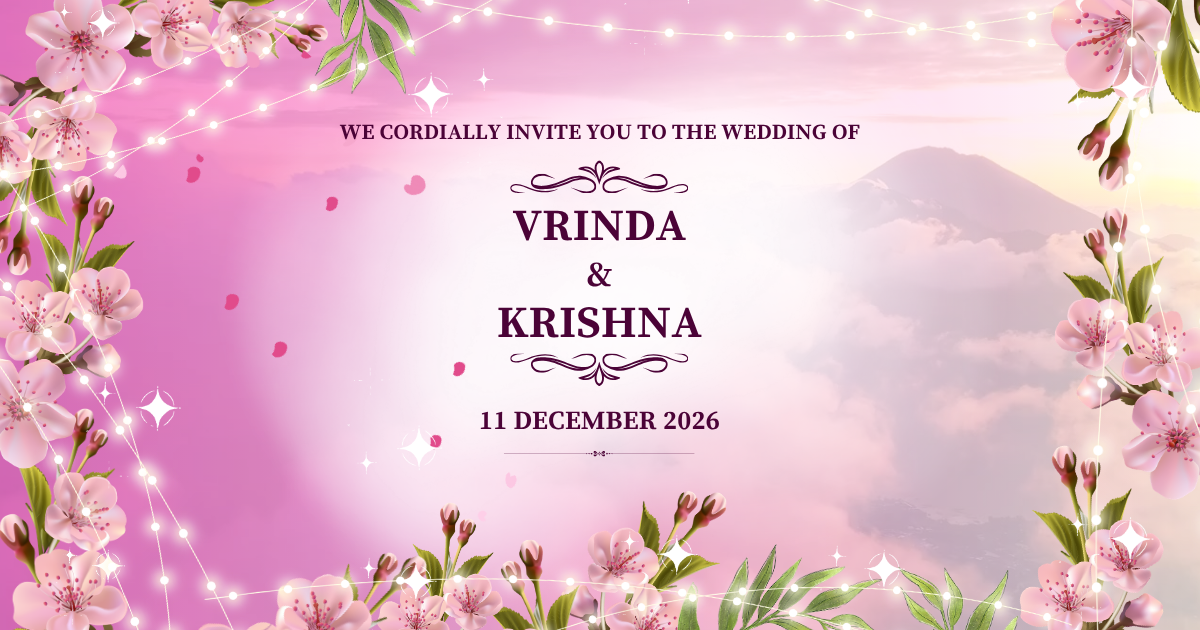 WE CORDIALLY INVITE YOU TO THE WEDDING OF
VRINDA
&
KRISHNA
11 DECEMBER 2026